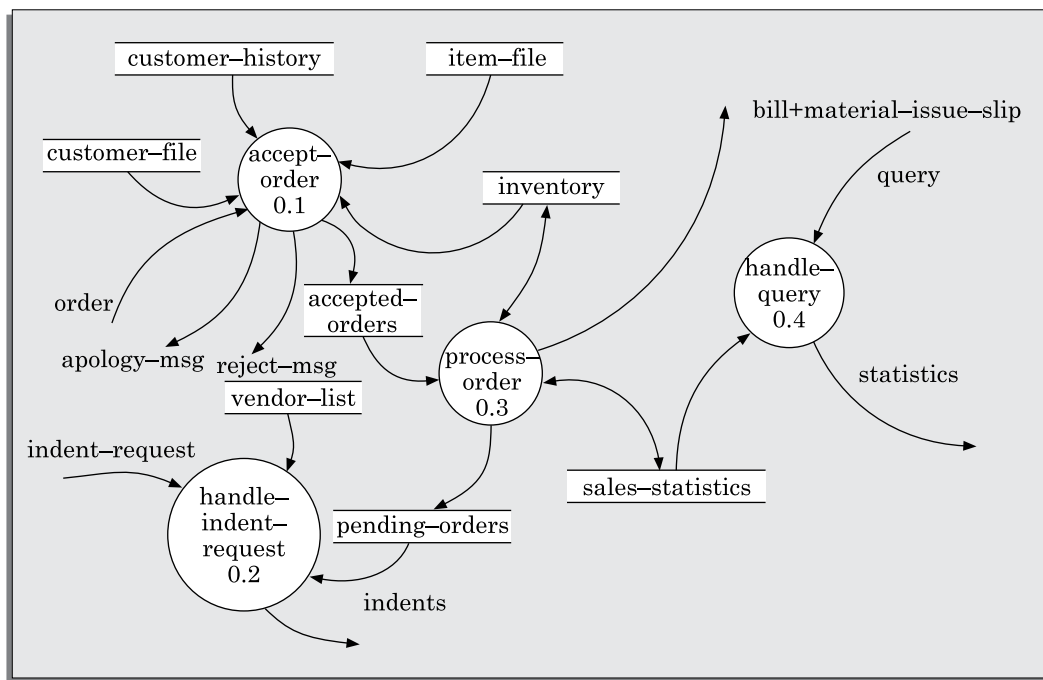 customer–history
item–file
bill+material–issue–slip
customer–file
accept–
order
0.1
inventory
query
handle–
query
0.4
order
accepted–
orders
apology–msg
reject–msg
process–
order
0.3
statistics
vendor–list
indent–request
handle–
indent–
request
0.2
sales–statistics
pending–orders
indents